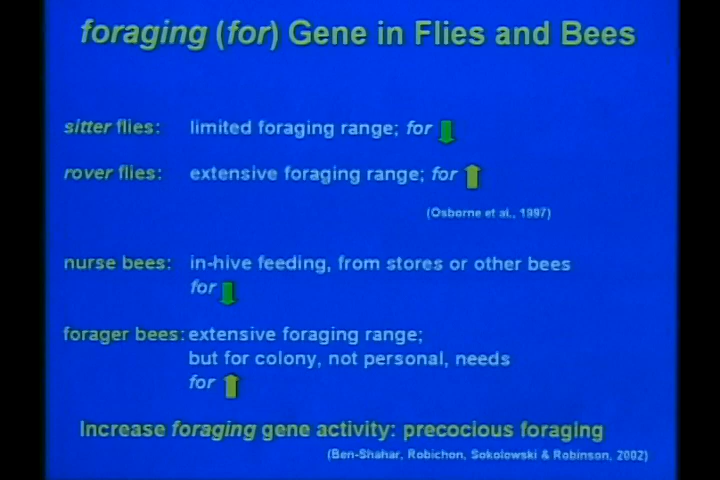 foraging (for) Gene in Flies and Bees
sitter flies: limited foraging range; for
rover flies: extensive foraging range; for
(Osborne et al., 1997)
nurse bees: in-hive feeding, from stores or other bees
for
forager bees: extensive foraging range;
but for colony, not personal, needs
for
Increase foraging gene activity: precocious foraging
(Ben-Shahar, Robichon, Sokolowski & Robinson, 2002)